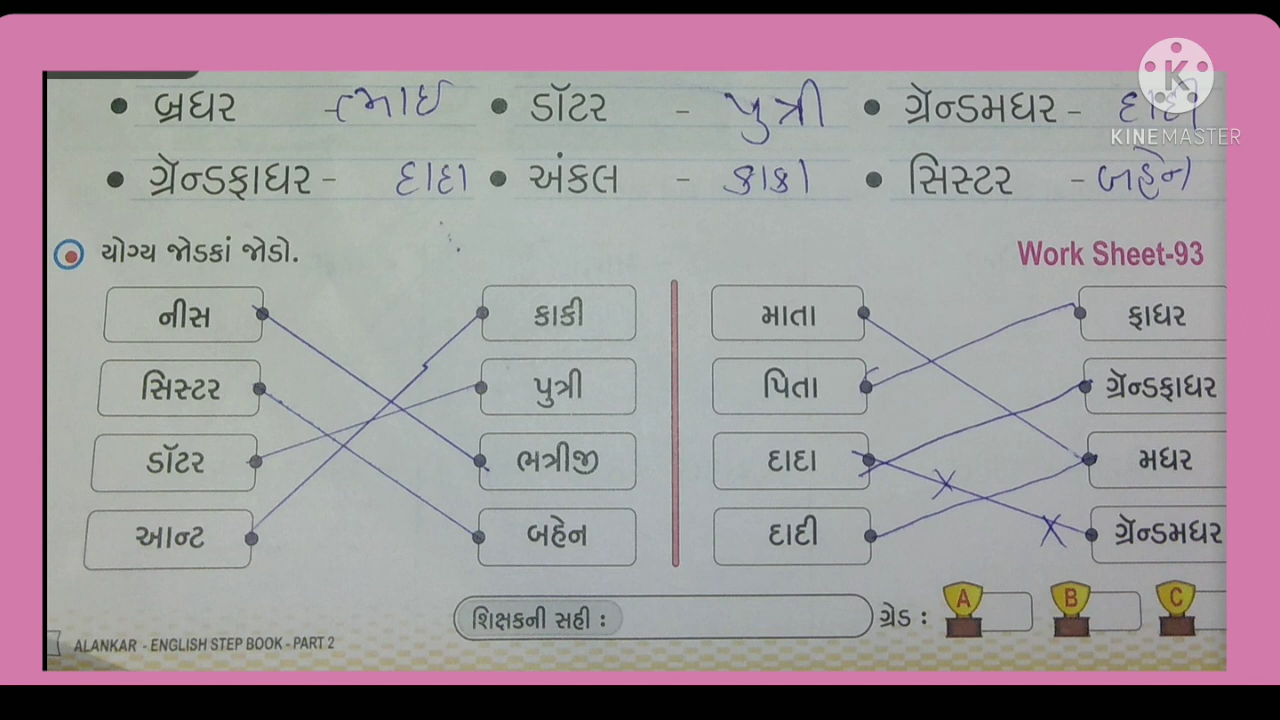 બ્રધર - ભાઈ • ડૉટર - પુત્રી • ગ્રૅન્ડમધર - દાદી
KINEMASTER
• ગ્રૅન્ડફાધર - દાદા • અંકલ - કાકા • સિસ્ટર - બહેન
યોગ્ય જોડકાં જોડો. Work Sheet-93
નીસ કાકી માતા ફાધર
સિસ્ટર પુત્રી પિતા ગ્રૅન્ડફાધર
ડૉટર ભત્રીજી દાદા મધર
આન્ટ બહેન દાદી ગ્રૅન્ડમધર
શિક્ષકની સહી : ગ્રેડ : A B C
ALANKAR - ENGLISH STEP BOOK - PART 2